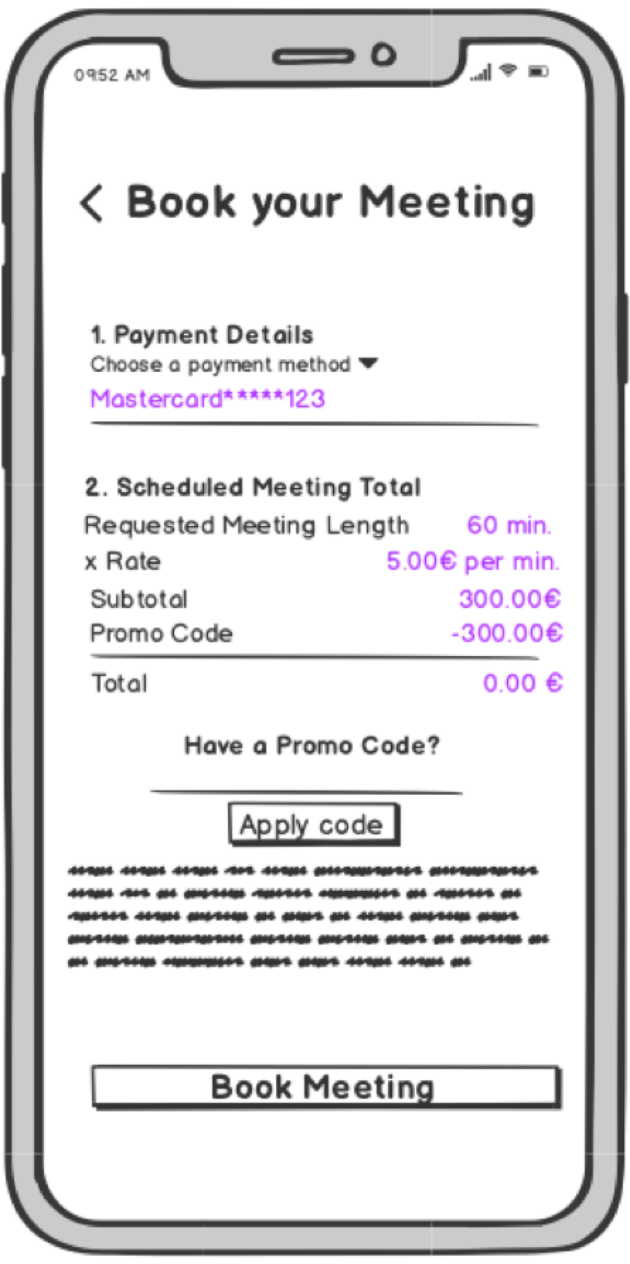 09:52 AM
Book your Meeting
1. Payment Details
Choose a payment method
Mastercard*****123
2. Scheduled Meeting Total
Requested Meeting Length 60 min.
x Rate 5.00€ per min.
Subtotal 300.00€
Promo Code -300.00€
Total 0.00 €
Have a Promo Code?
Apply code
Book Meeting